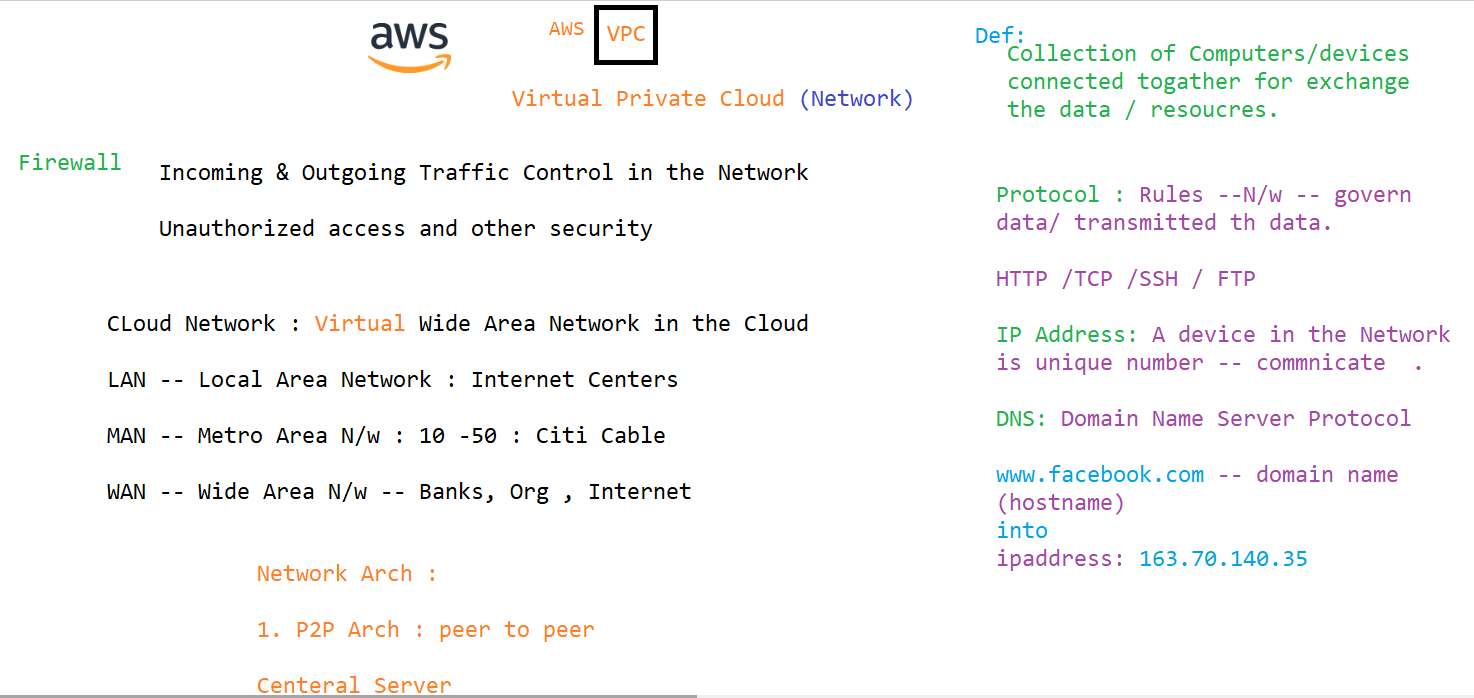 aws
AWS VPC
Virtual Private Cloud (Network)
Firewall
Incoming & Outgoing Traffic Control in the Network
Unauthorized access and other security
CLoud Network : Virtual Wide Area Network in the Cloud
LAN -- Local Area Network : Internet Centers
MAN -- Metro Area N/w : 10 -50 : Citi Cable
WAN -- Wide Area N/w -- Banks, Org , Internet
Network Arch :
1. P2P Arch : peer to peer
Centeral Server
Def:
Collection of Computers/devices
connected togather for exchange
the data / resoucres.
Protocol : Rules --N/w -- govern
data/ transmitted th data.
HTTP /TCP /SSH / FTP
IP Address: A device in the Network
is unique number -- commnicate .
DNS: Domain Name Server Protocol
www.facebook.com -- domain name
(hostname)
into
ipaddress: 163.70.140.35